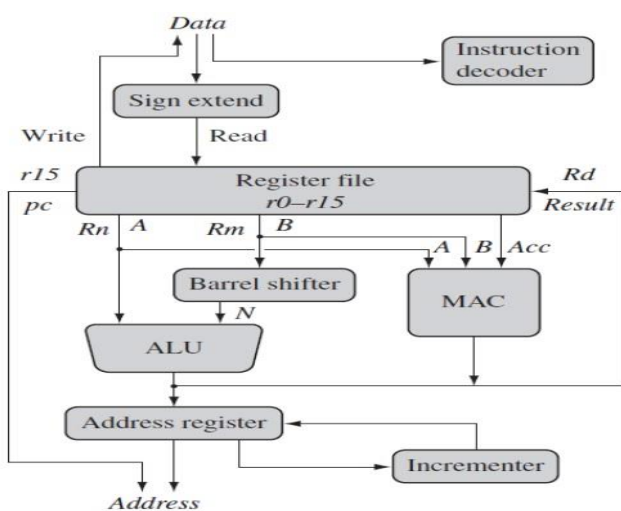 Data
Instruction
decoder
Sign extend
Write
Read
r15
pc
Register file
r0–r15
Rd
Result
Rn
A
Rm
B
A
B
Acc
Barrel shifter
N
MAC
ALU
Address register
Incrementer
Address